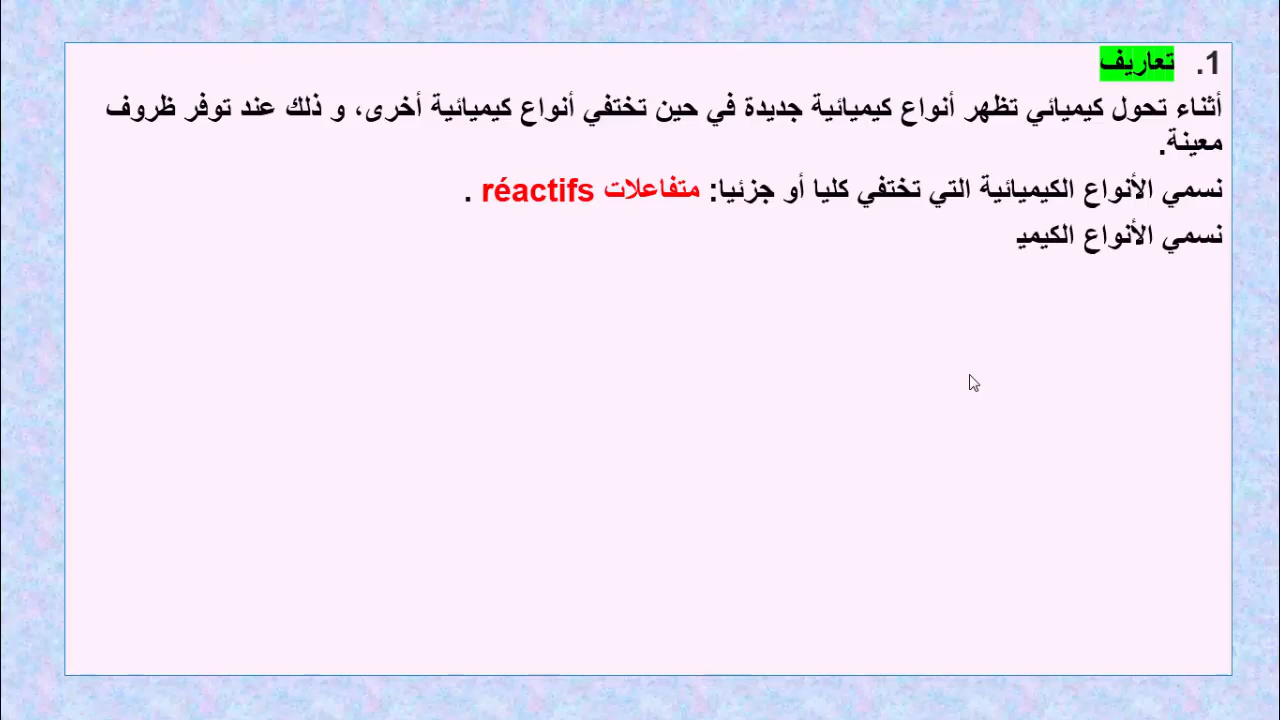 1. تعاريف
أثناء تحول كيميائي تظهر أنواع كيميائية جديدة في حين تختفي أنواع كيميائية أخرى، و ذلك عند توفر ظروف
معينة.
نسمي الأنواع الكيميائية التي تختفي كليا أو جزئيا: متفاعلات réactifs .
نسمي الأنواع الكيميـ